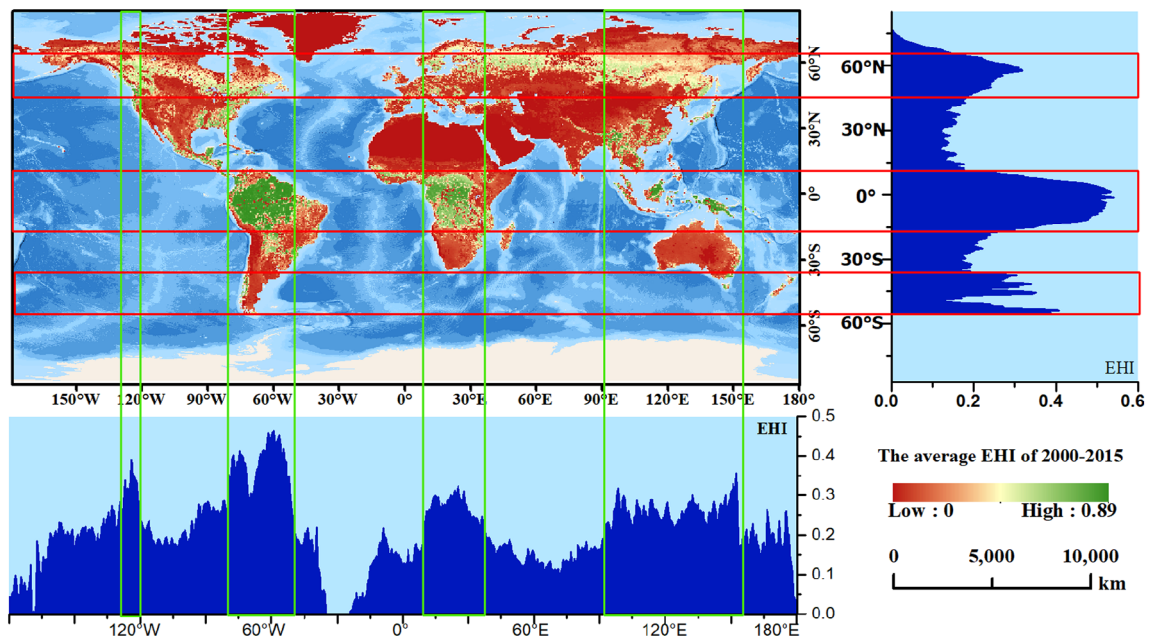 60°N
30°N
0°
30°S
60°S
150°W 120°W 90°W 60°W 30°W 0° 30°E 60°E 90°E 120°E 150°E 180°
60°N
30°N
0°
30°S
60°S
EHI
0.0 0.2 0.4 0.6
EHI
0.5
0.4
0.3
0.2
0.1
0.0
120°W 60°W 0° 60°E 120°E 180°E
The average EHI of 2000-2015
Low : 0 High : 0.89
0 5,000 10,000
km